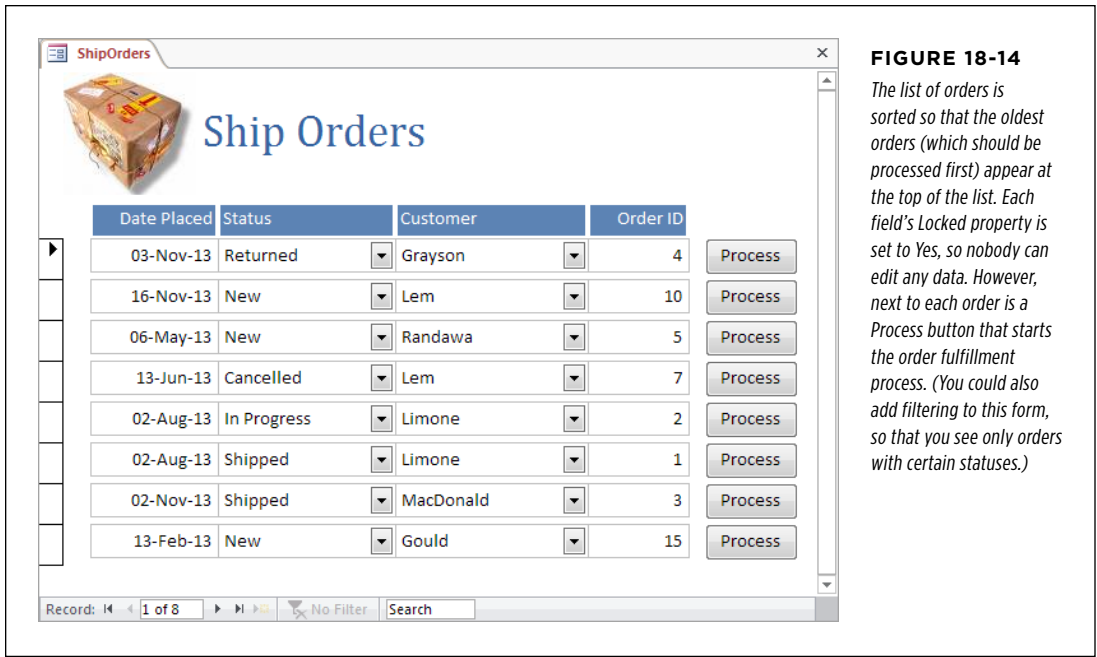 ShipOrders
Ship Orders
Date Placed Status Customer Order ID
03-Nov-13 Returned Grayson 4 Process
16-Nov-13 New Lem 10 Process
06-May-13 New Randawa 5 Process
13-Jun-13 Cancelled Lem 7 Process
02-Aug-13 In Progress Limone 2 Process
02-Aug-13 Shipped Limone 1 Process
02-Nov-13 Shipped MacDonald 3 Process
13-Feb-13 New Gould 15 Process
Record: 1 of 8 No Filter Search
FIGURE 18-14
The list of orders is
sorted so that the oldest
orders (which should be
processed first) appear at
the top of the list. Each
field's Locked property is
set to Yes, so nobody can
edit any data. However,
next to each order is a
Process button that starts
the order fulfillment
process. (You could also
add filtering to this form,
so that you see only orders
with certain statuses.)